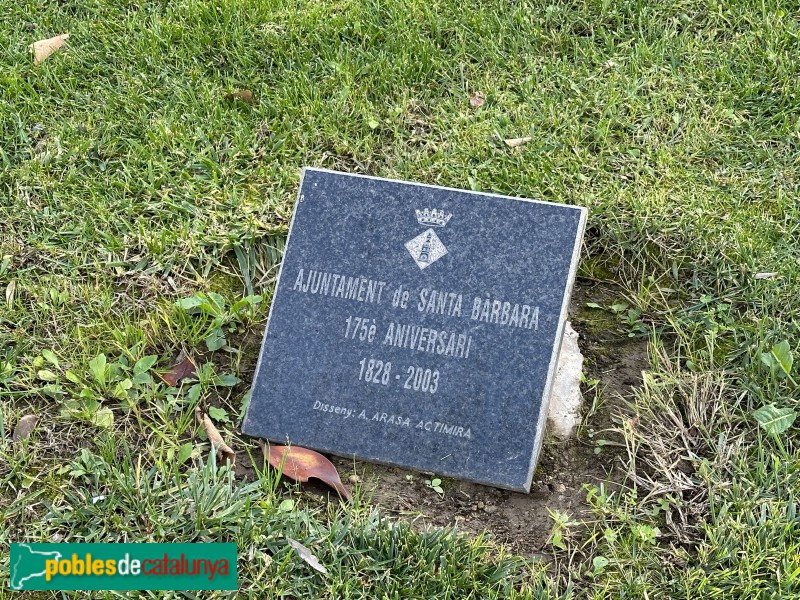 AJUNTAMENT de SANTA BÀRBARA
175è ANIVERSARI
1828 - 2003
Disseny: A. ARASA ACTIMIRA
poblesdecatalunya